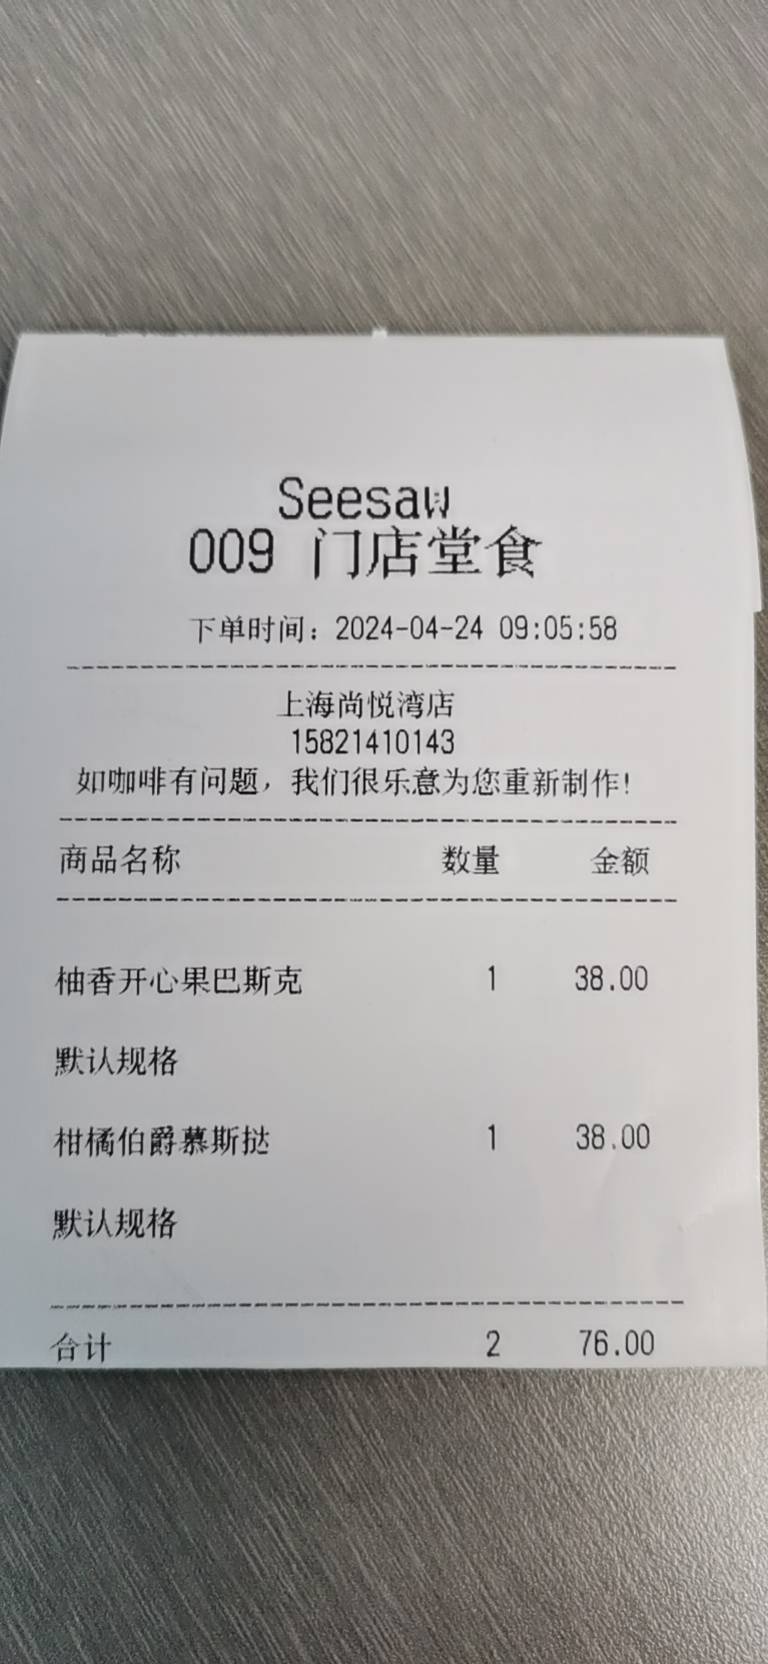 Seesaw
009 门店堂食
下单时间：2024-04-24 09:05:58
上海尚悦湾店
15821410143
如咖啡有问题，我们很乐意为您重新制作!
商品名称 数量 金额
柚香开心果巴斯克 1 38.00
默认规格
柑橘伯爵慕斯挞 1 38.00
默认规格
合计 2 76.00